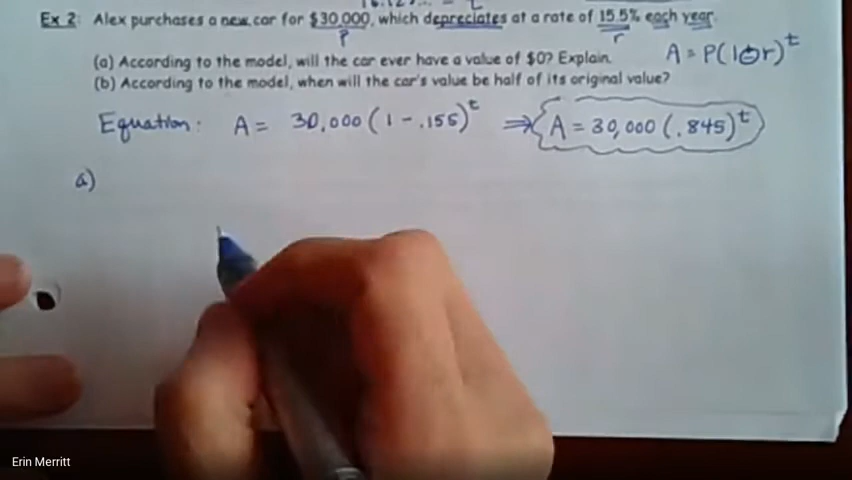 Ex 2: Alex purchases a new car for $30,000, which depreciates at a rate of 15.5% each year.
P
r
(a) According to the model, will the car ever have a value of $0? Explain.
A = P(1-r)^t
(b) According to the model, when will the car's value be half of its original value?
Equation: A = 30,000 (1 - .155)^t ⇒ A = 30,000 (.845)^t
a)
Erin Merritt